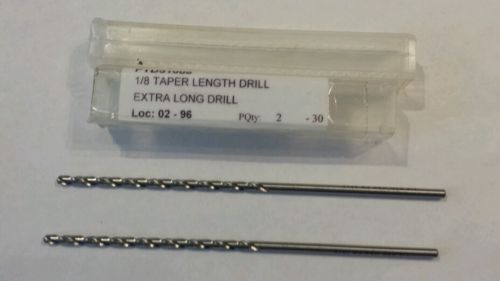 1/8 TAPER LENGTH DRILL
EXTRA LONG DRILL
Loc: 02 - 96 PQty: 2 - 30